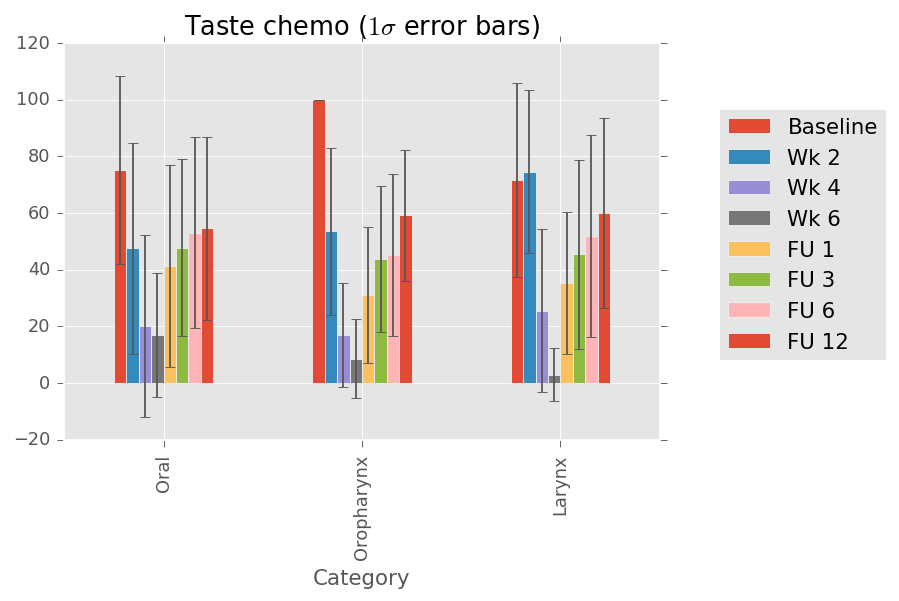 Taste chemo (1σ error bars)
120
100
80
60
40
20
0
−20
Oral
Oropharynx
Larynx
Category
Baseline
Wk 2
Wk 4
Wk 6
FU 1
FU 3
FU 6
FU 12